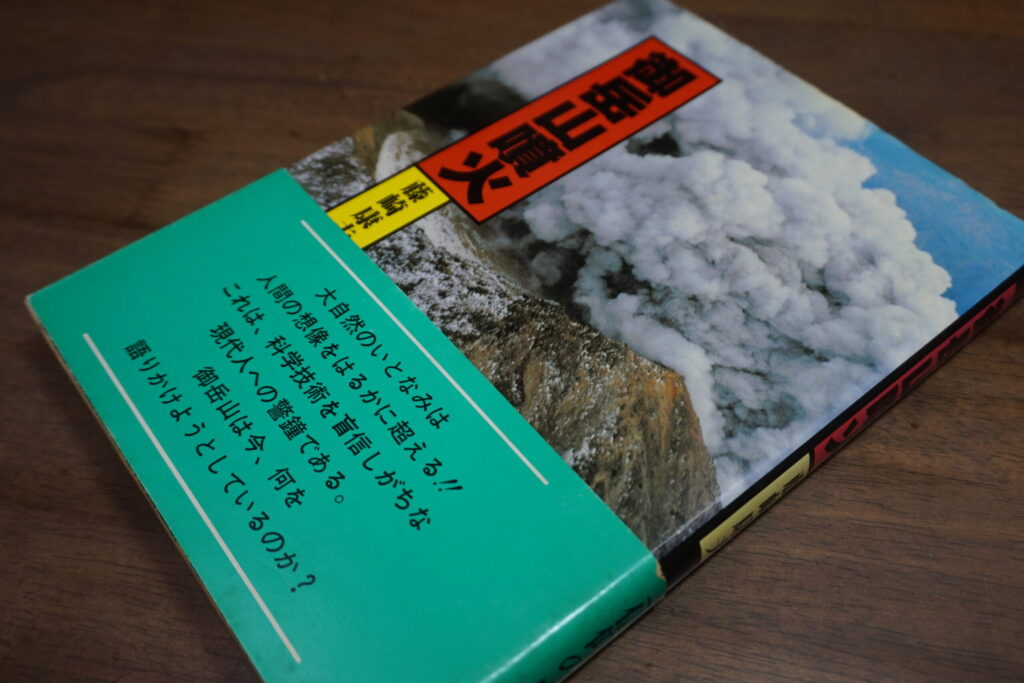 御岳山噴火
藤崎康
大自然のいとなみは
人間の想像をはるかに超える!!
これは、科学技術を盲信しがちな
現代人への警鐘である。
御岳山は今、何を
語りかけようとしているのか?